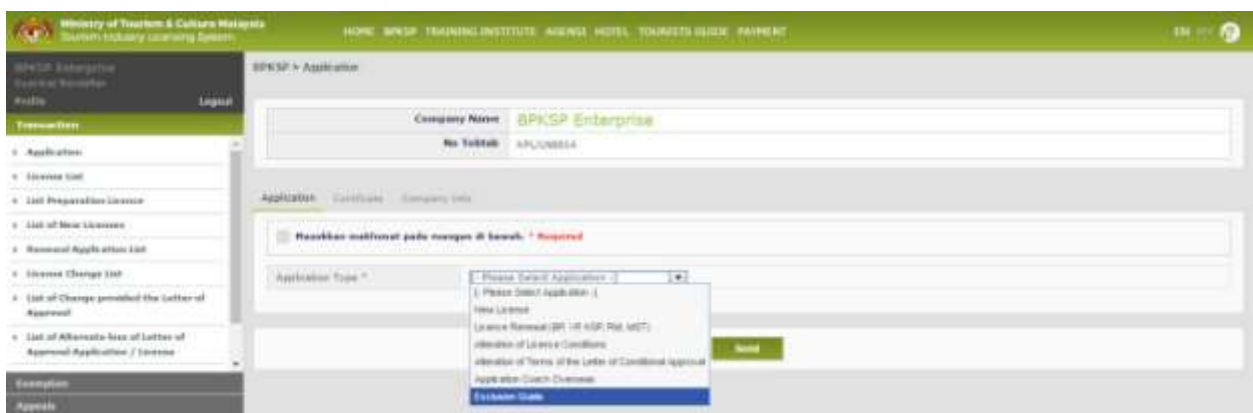 Ministry of Tourism & Culture Malaysia
Tourism Industry Licensing System
HOME BPKSP TRAINING INSTITUTE AGENSI HOTEL TOURISTS GUIDE PAYMENT
EN
BPKSP Enterprise
Profile Logout
Transaction
Application
License List
List Preparation Licence
List of New Licenses
Renewal Application List
License Change List
List of Change provided the Letter of
Approval
List of Alternate loss of Letter of
Approval Application / License
Exemption
Appeals
BPKSP > Application
Company Name BPKSP Enterprise
No Tobtab
Application Certificate Company Info
Masukkan maklumat pada ruangan di bawah. * Required
Application Type * [- Please Select Application -]
[- Please Select Application -]
New License
Licence Renewal
Alteration of Licence Conditions
Alteration of Terms of the Letter of Conditional Approval
Application Coach Overseas
Exclusion Guide
Send